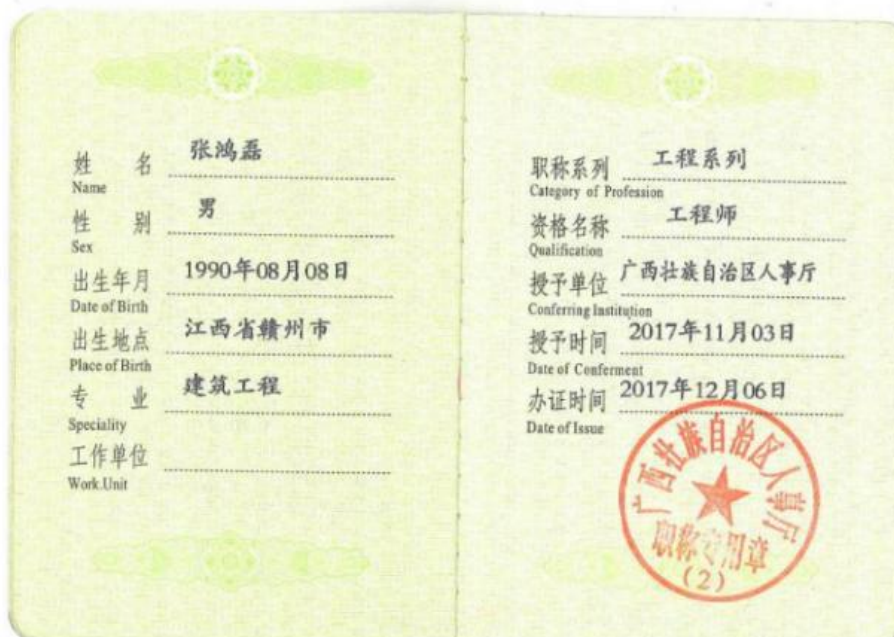 姓名 张鸿磊
Name
性别 男
Sex
出生年月 1990年08月08日
Date of Birth
出生地点 江西省赣州市
Place of Birth
专业 建筑工程
Speciality
工作单位
Work.Unit
职称系列 工程系列
Category of Profession
资格名称 工程师
Qualification
授予单位 广西壮族自治区人事厅
Conferring Institution
授予时间 2017年11月03日
Date of Conferment
办证时间 2017年12月06日
Date of Issue
广西壮族自治区人事厅
职称专用章
(2)